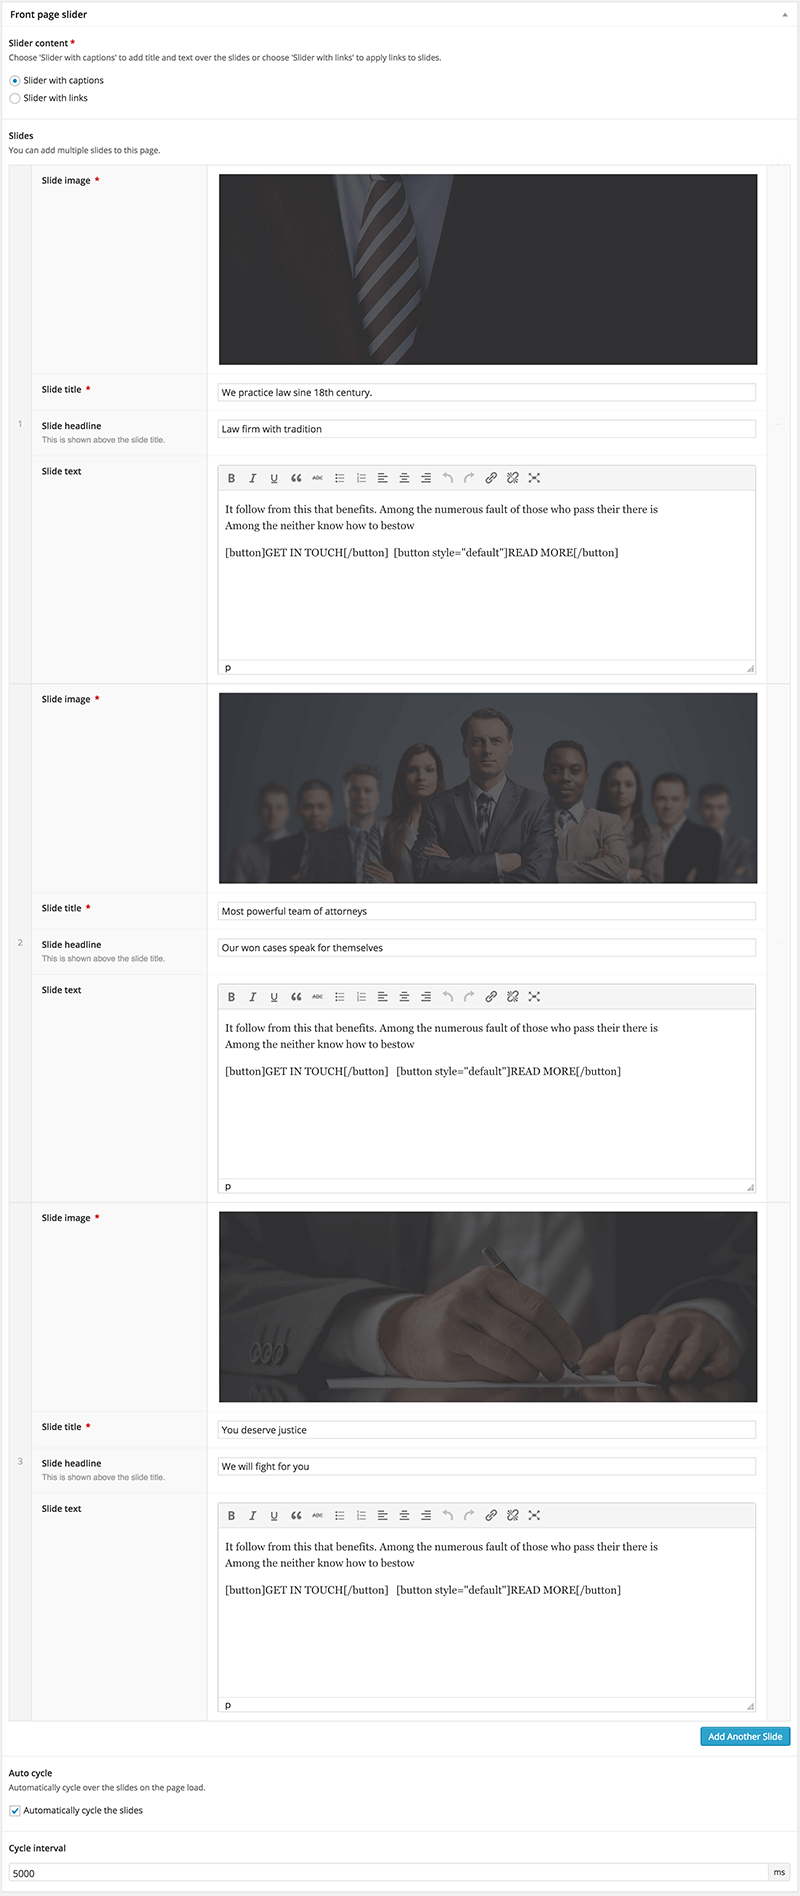 Front page slider
Slider content *
Choose 'Slider with captions' to add title and text over the slides or choose 'Slider with links' to apply links to slides.
Slider with captions
Slider with links
Slides
You can add multiple slides to this page.
Slide image *
Slide title *
We practice law sine 18th century.
1
Slide headline
Law firm with tradition
This is shown above the slide title.
Slide text
B I U “ ABC
It follow from this that benefits. Among the numerous fault of those who pass their there is
Among the neither know how to bestow
[button]GET IN TOUCH[/button] [button style="default"]READ MORE[/button]
p
Slide image *
Slide title *
Most powerful team of attorneys
2
Slide headline
Our won cases speak for themselves
This is shown above the slide title.
Slide text
B I U “ ABC
It follow from this that benefits. Among the numerous fault of those who pass their there is
Among the neither know how to bestow
[button]GET IN TOUCH[/button] [button style="default"]READ MORE[/button]
p
Slide image *
Slide title *
You deserve justice
3
Slide headline
We will fight for you
This is shown above the slide title.
Slide text
B I U “ ABC
It follow from this that benefits. Among the numerous fault of those who pass their there is
Among the neither know how to bestow
[button]GET IN TOUCH[/button] [button style="default"]READ MORE[/button]
p
Add Another Slide
Auto cycle
Automatically cycle over the slides on the page load.
Automatically cycle the slides
Cycle interval
5000
ms